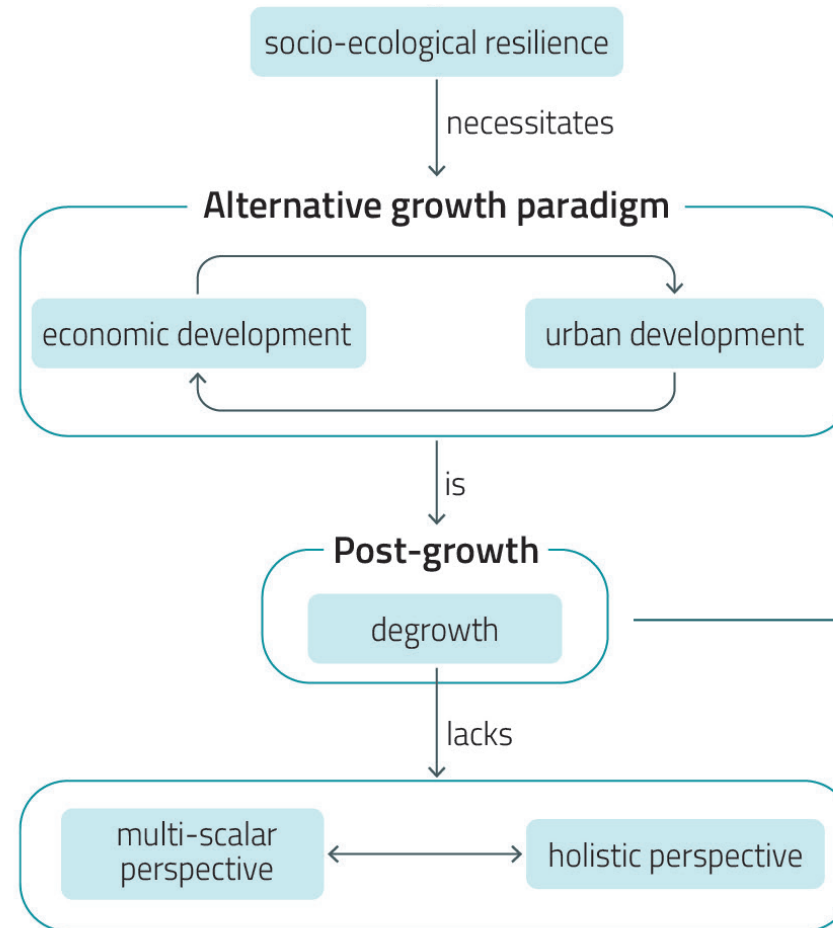 socio-ecological resilience
necessitates
Alternative growth paradigm
economic development
urban development
is
Post-growth
degrowth
lacks
multi-scalar
perspective
holistic perspective